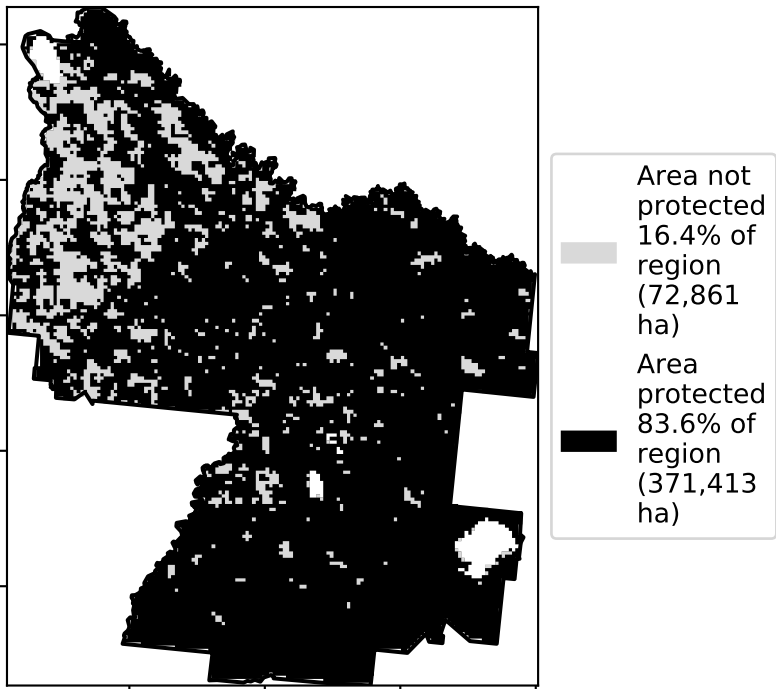 Area not
protected
16.4% of
region
(72,861
ha)
Area
protected
83.6% of
region
(371,413
ha)